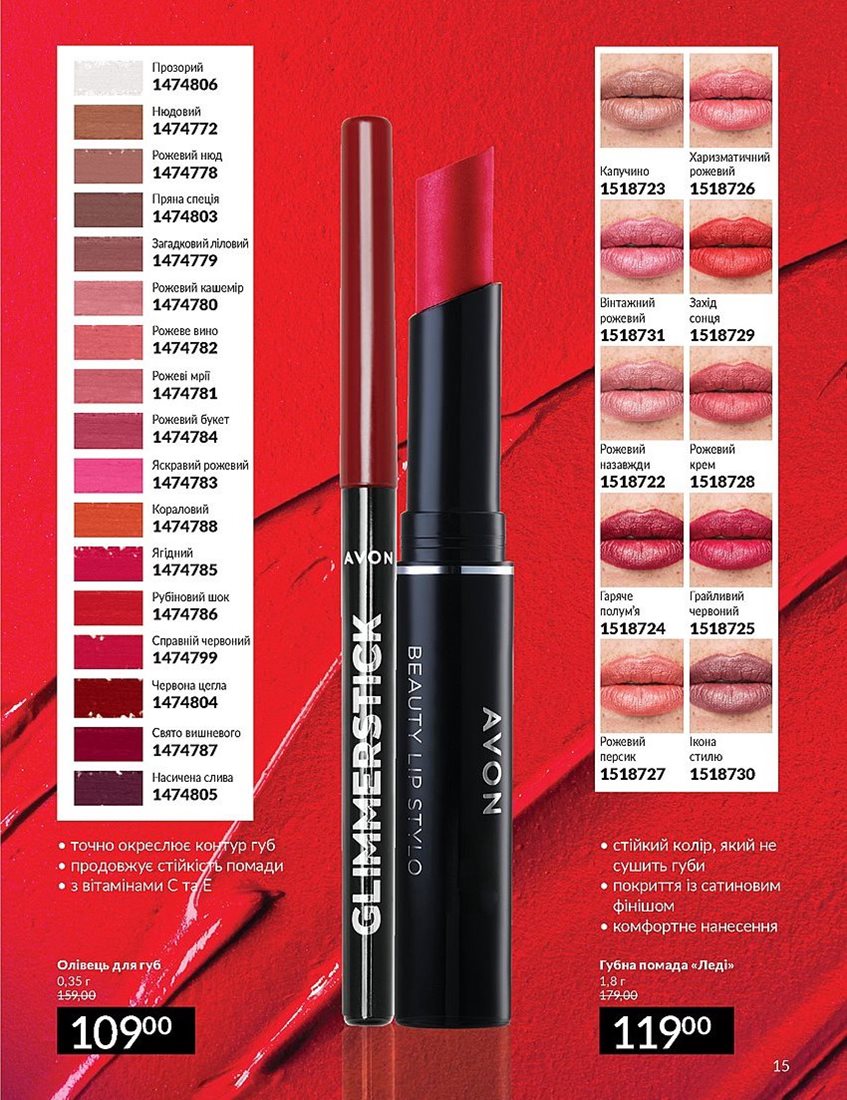 Прозорий
1474806
Нюдовий
1474772
Рожевий нюд
1474778
Пряна спеція
1474803
Загадковий ліловий
1474779
Рожевий кашемір
1474780
Рожеве вино
1474782
Рожеві мрії
1474781
Рожевий букет
1474784
Яскравий рожевий
1474783
Кораловий
1474788
Ягідний
1474785
Рубіновий шок
1474786
Справній червоний
1474799
Червона цегла
1474804
Свято вишневого
1474787
Насичена слива
1474805
• точно окреслює контур губ
• продовжує стійкість помади
• з вітамінами С та Е
Олівець для губ
0,35 г
159,00
10900
AVON
GLIMMERSTICK
BEAUTY LIP STYLO
AVON
Капучино
1518723
Харизматичний
рожевий
1518726
Вінтажний
рожевий
1518731
Захід
сонця
1518729
Рожевий
назавжди
1518722
Рожевий
крем
1518728
Гаряче
полум'я
1518724
Грайливий
червоний
1518725
Рожевий
персик
1518727
Ікона
стилю
1518730
• стійкий колір, який не
сушить губи
• покриття із сатиновим
фінішом
• комфортне нанесення
Губна помада «Леді»
1,8 г
179,00
11900
15